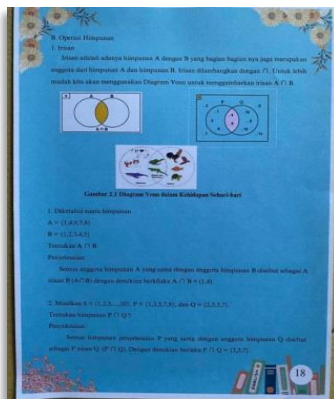 B. Operasi Himpunan
1. Irisan
Irisan adalah adanya himpunan A dengan B yang bagian bagian nya juga merupakan
anggota dari himpunan A dan himpunan B. Irisan dilambangkan dengan ∩. Untuk lebih
mudah kita akan menggunakan Diagram Venn untuk menggambarkan irisan A ∩ B.
A B
A∩B
P Q
Gambar 2.1 Diagram Venn dalam Kehidupan Sehari-hari
1. Diketahui suatu himpunan
A = {1,4,6,7,8}
B = {1,2,3,4,5}
Tentukan A ∩ B
Penyelesaian:
Semua anggota himpunan A yang sama dengan anggota himpunan B disebut sebagai A
irisan B (A∩B) dengan demikian berlaku A ∩ B = {1,4}
2. Misalkan S = {1,2,3,...,10}, P = {1,3,5,7,8}, dan Q = {2,3,5,7}.
Tentukan himpunan P ∩ Q ?
Penyelesaian:
Semua himpunan penyelesaian P yang sama dengan anggota himpunan Q disebut
sebagai P irisan Q (P ∩ Q). Dengan demikian berlaku P ∩ Q = {3,5,7}.
18